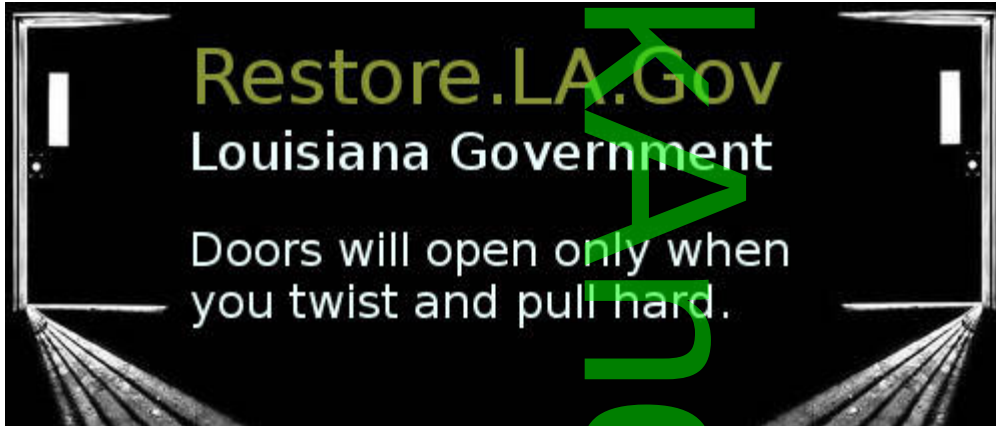 Restore.LA.Gov
Louisiana Government
Doors will open only when
you twist and pull hard.